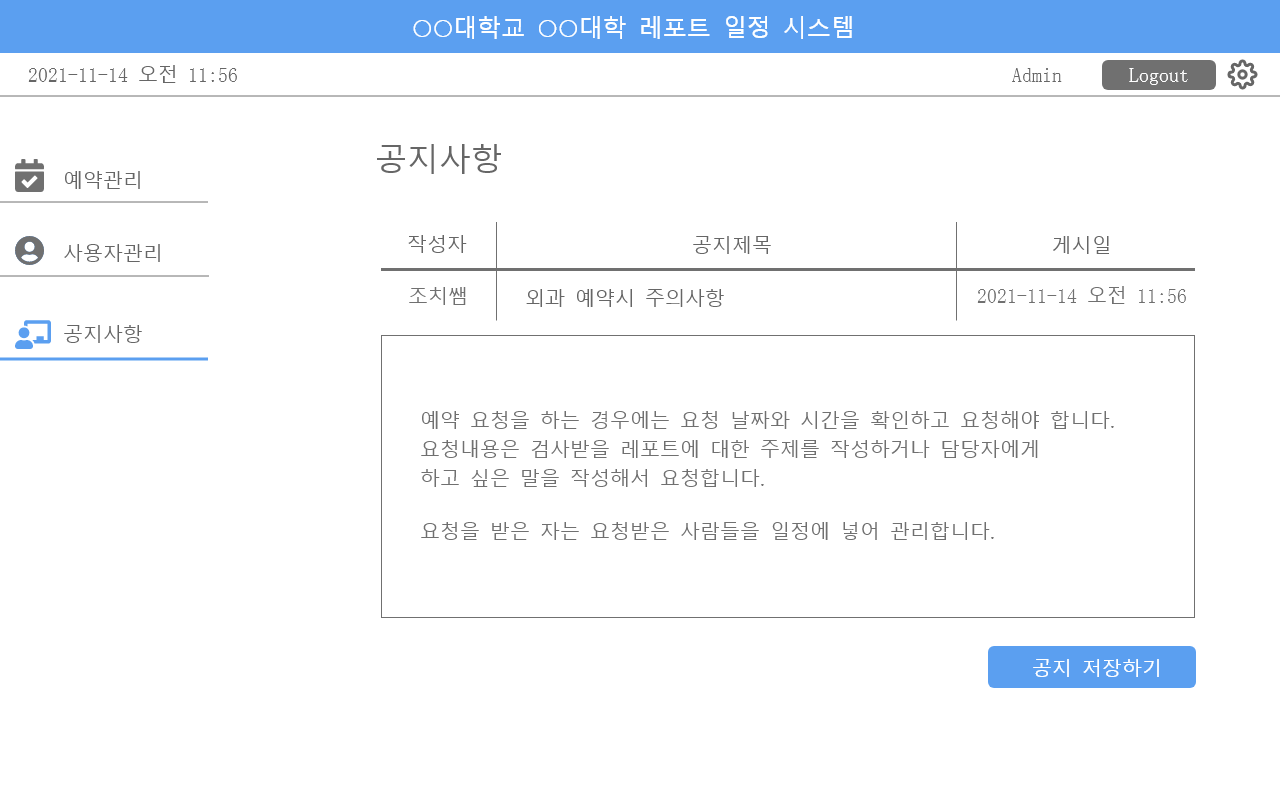 ○○대학교 ○○대학 레포트 일정 시스템
2021-11-14 오전 11:56
Admin
Logout
예약관리
사용자관리
공지사항
공지사항
작성자
공지제목
게시일
조치쌤
외과 예약시 주의사항
2021-11-14 오전 11:56
예약 요청을 하는 경우에는 요청 날짜와 시간을 확인하고 요청해야 합니다.
요청내용은 검사받을 레포트에 대한 주제를 작성하거나 담당자에게
하고 싶은 말을 작성해서 요청합니다.
요청을 받은 자는 요청받은 사람들을 일정에 넣어 관리합니다.
공지 저장하기